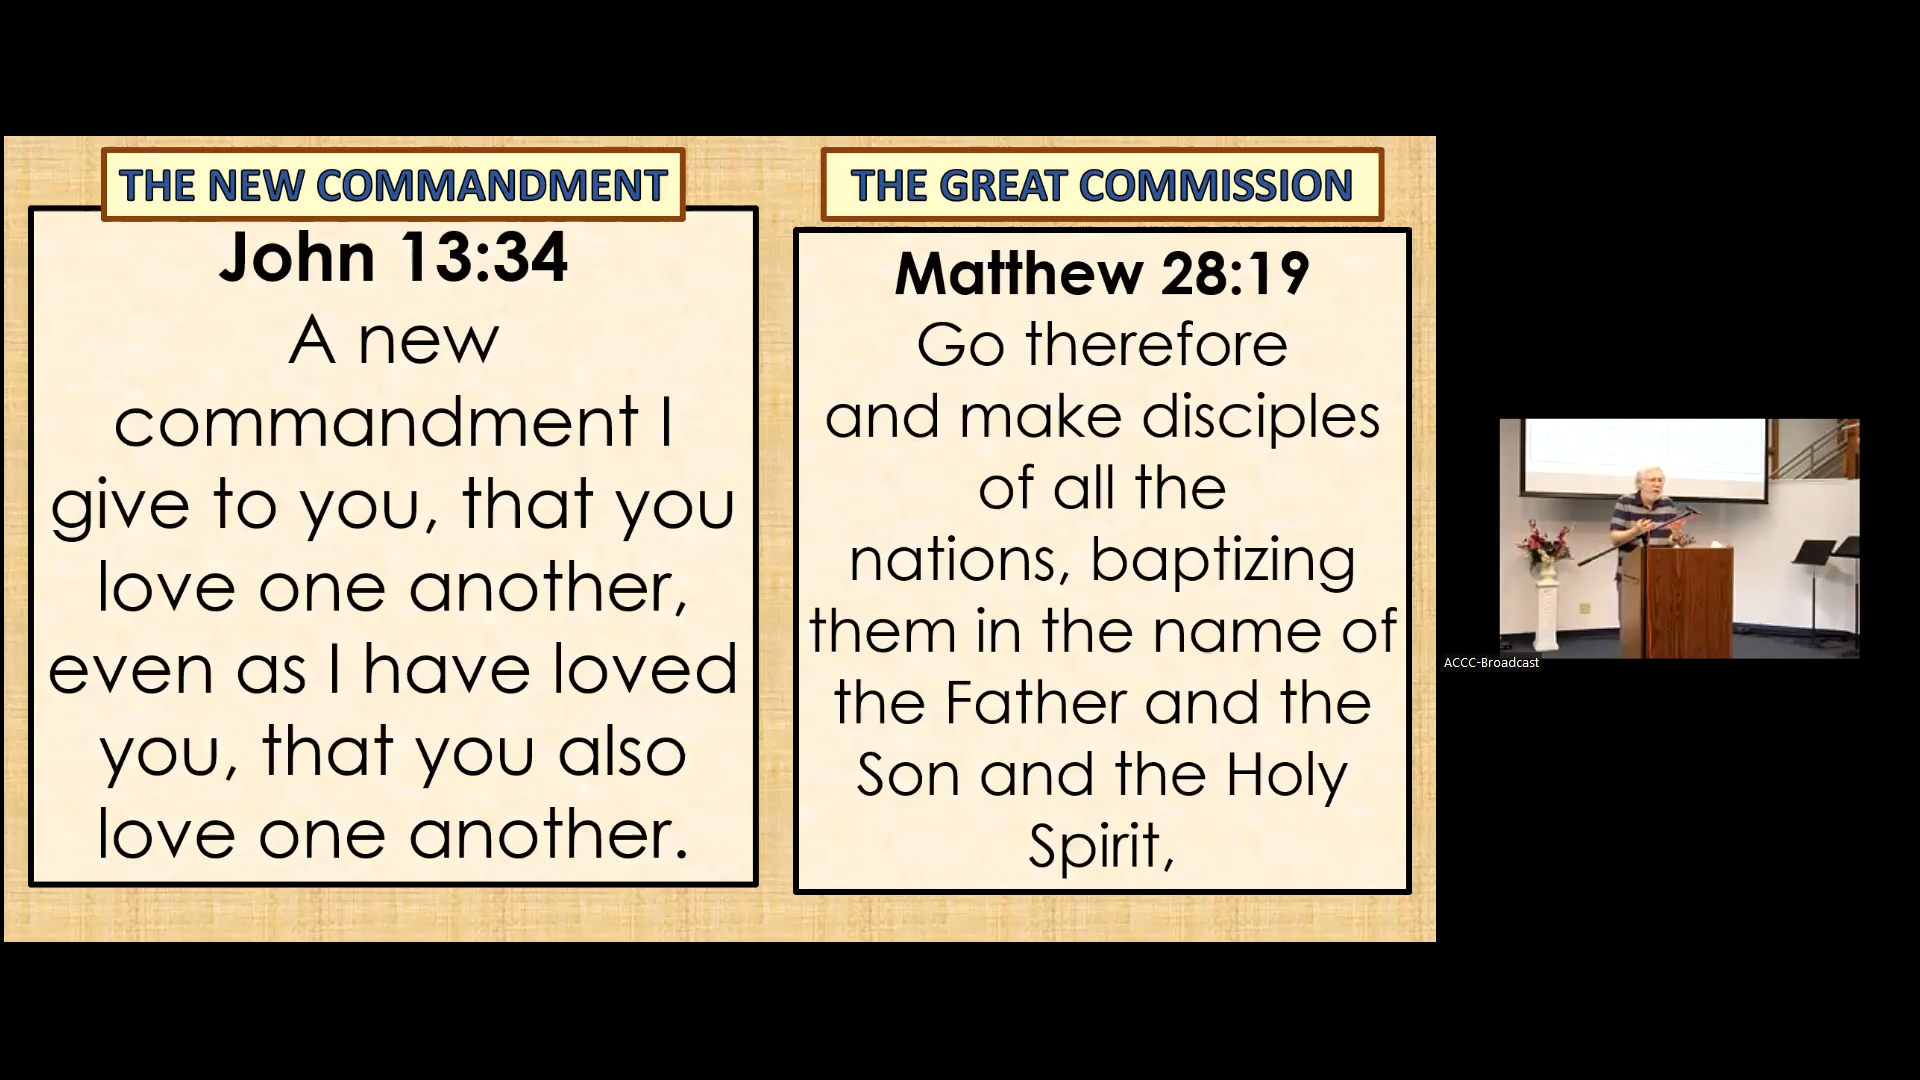 THE NEW COMMANDMENT
John 13:34
A new
commandment I
give to you, that you
love one another,
even as I have loved
you, that you also
love one another.
THE GREAT COMMISSION
Matthew 28:19
Go therefore
and make disciples
of all the
nations, baptizing
them in the name of
the Father and the
Son and the Holy
Spirit,
ACCC-Broadcast